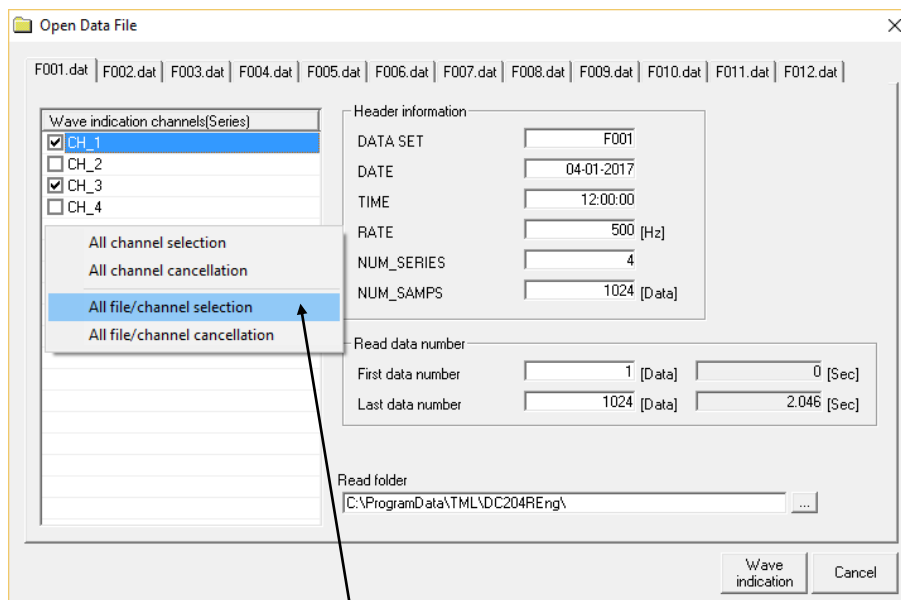 Open Data File
F001.dat F002.dat F003.dat F004.dat F005.dat F006.dat F007.dat F008.dat F009.dat F010.dat F011.dat F012.dat
Wave indication channels(Series)
CH_1
CH_2
CH_3
CH_4
All channel selection
All channel cancellation
All file/channel selection
All file/channel cancellation
Header information
DATA SET F001
DATE 04-01-2017
TIME 12:00:00
RATE 500 [Hz]
NUM_SERIES 4
NUM_SAMPS 1024 [Data]
Read data number
First data number 1 [Data] 0 [Sec]
Last data number 1024 [Data] 2.046 [Sec]
Read folder
C:\ProgramData\TML\DC204REng\ ...
Wave
indication
Cancel